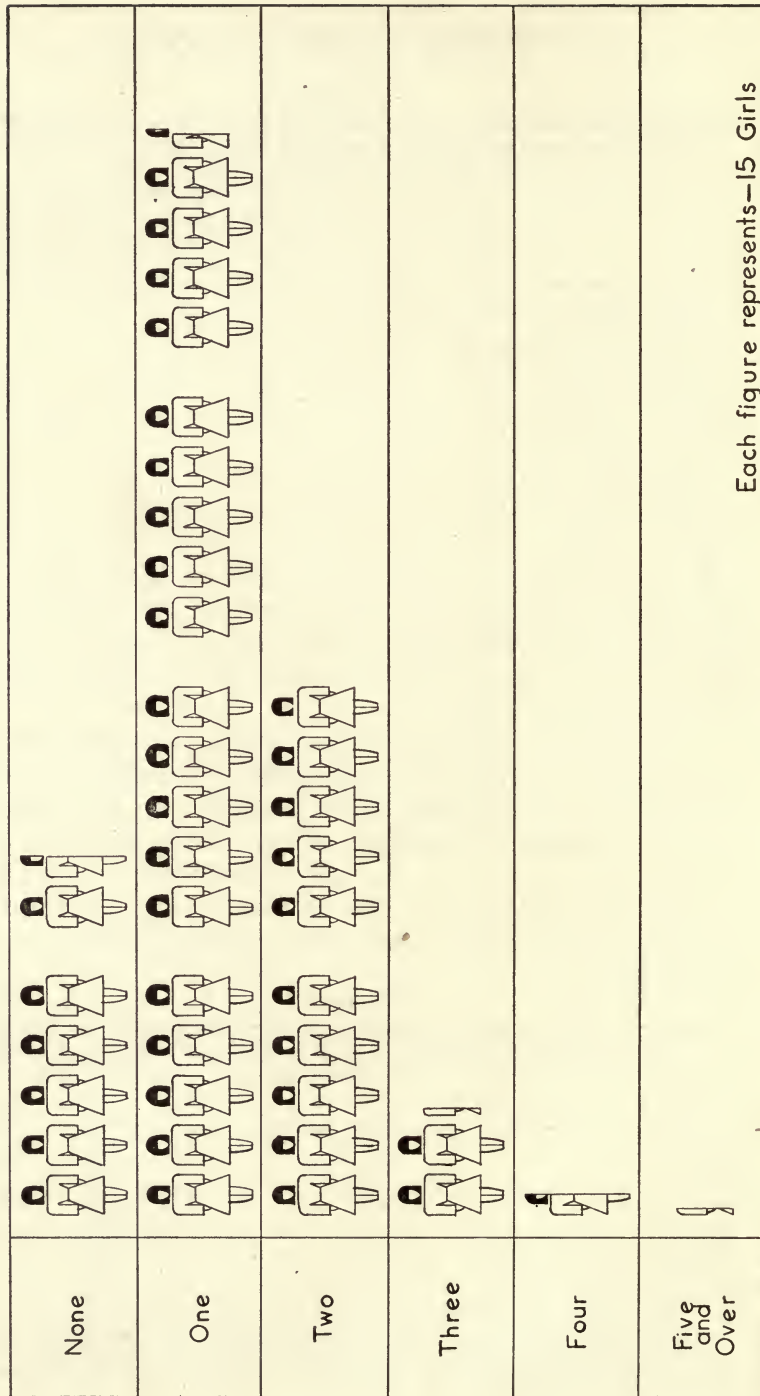 None
One
Two
Three
Four
Five
and
Over
Each figure represents—15 Girls